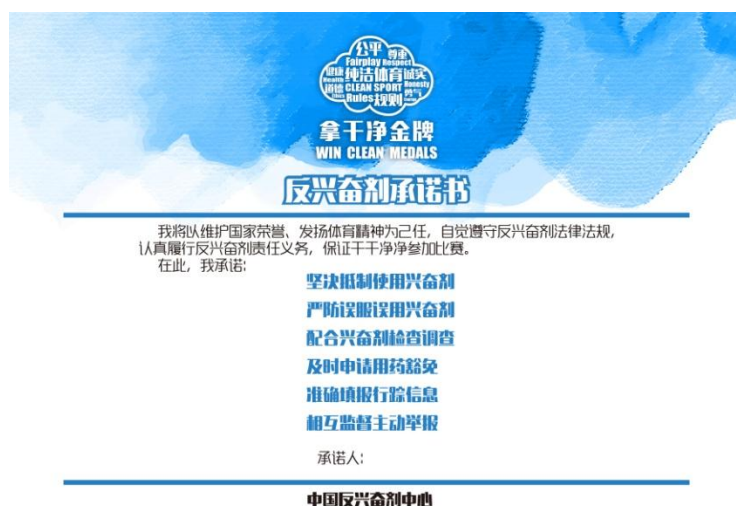 公平 尊重
Fairplay Respect
健康 纯洁体育 诚实
Health CLEAN SPORT Honesty
道德 Rules 规则 勇气
拿干净金牌
WIN CLEAN MEDALS
反兴奋剂承诺书
我将以维护国家荣誉、发扬体育精神为己任，自觉遵守反兴奋剂法律法规，
认真履行反兴奋剂责任义务，保证干干净净参加比赛。
在此，我承诺：
坚决抵制使用兴奋剂
严防误服误用兴奋剂
配合兴奋剂检查调查
及时申请用药豁免
准确填报行踪信息
相互监督主动举报
承诺人：
中国反兴奋剂中心